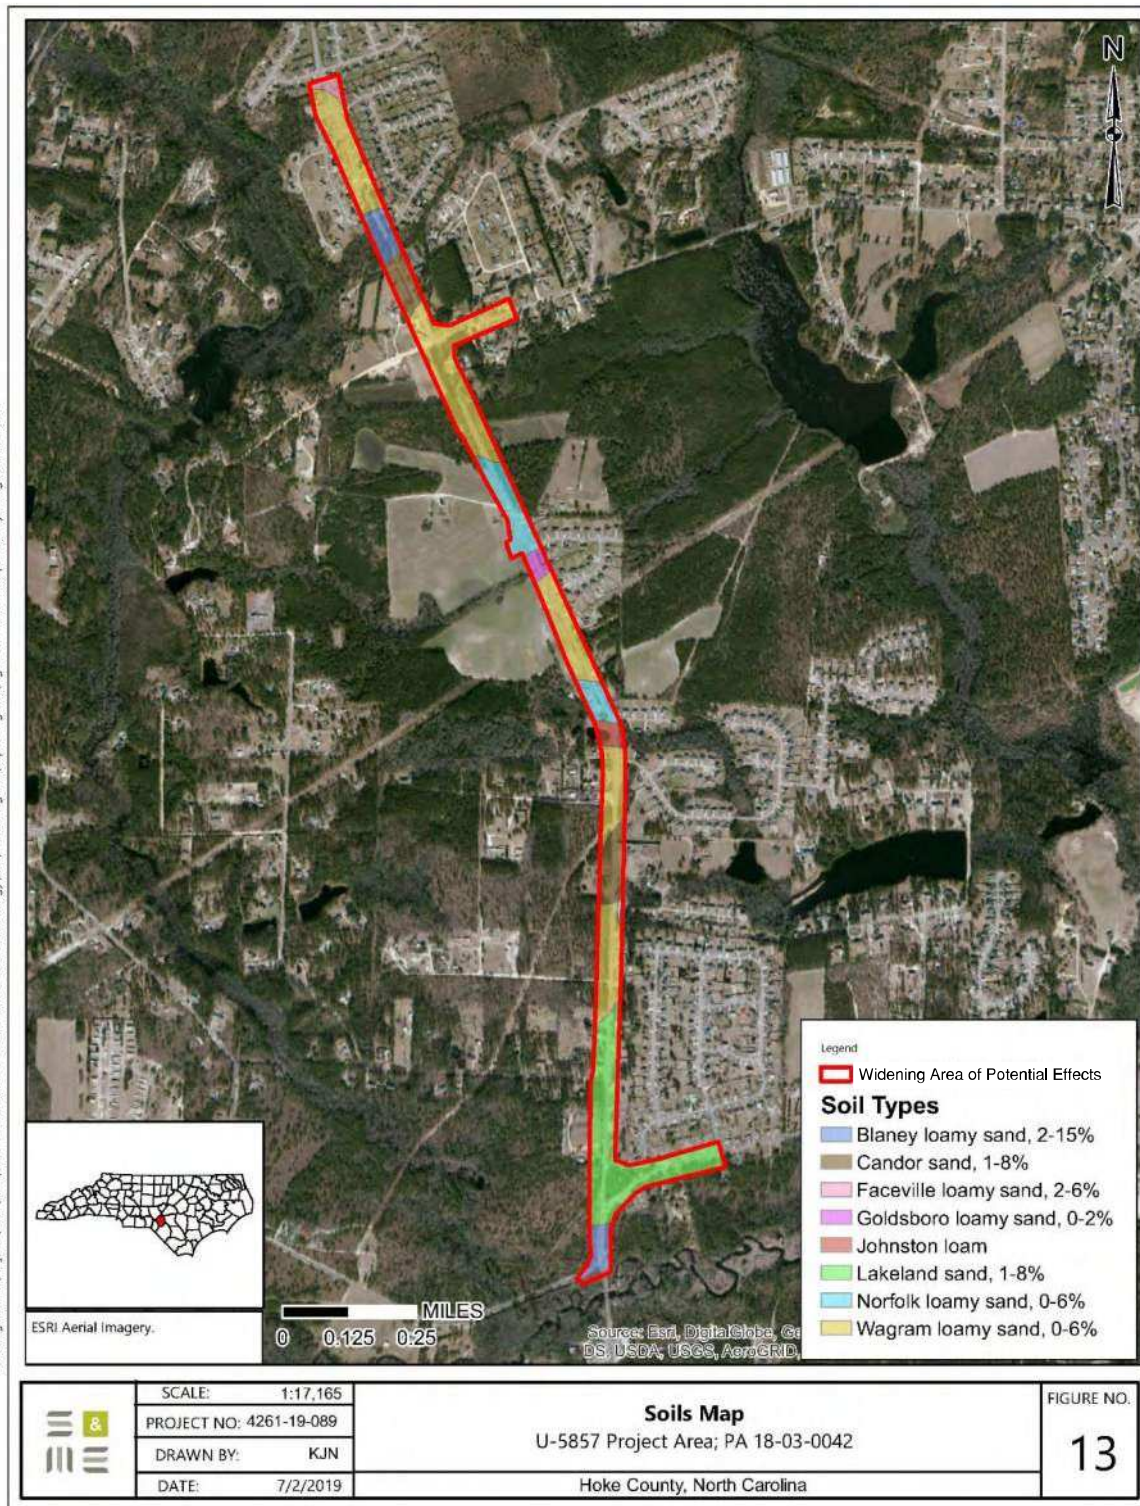 N
Legend
Widening Area of Potential Effects
Soil Types
Blaney loamy sand, 2-15%
Candor sand, 1-8%
Faceville loamy sand, 2-6%
Goldsboro loamy sand, 0-2%
Johnston loam
Lakeland sand, 1-8%
Norfolk loamy sand, 0-6%
Wagram loamy sand, 0-6%
MILES
0 0.125 0.25
ESRI Aerial Imagery.
Source: Esri, DigitalGlobe, Ge
DS, USDA, USGS, AeroGRID,
S&ME
SCALE: 1:17,165
PROJECT NO: 4261-19-089
DRAWN BY: KJN
DATE: 7/2/2019
Soils Map
U-5857 Project Area; PA 18-03-0042
Hoke County, North Carolina
FIGURE NO.
13